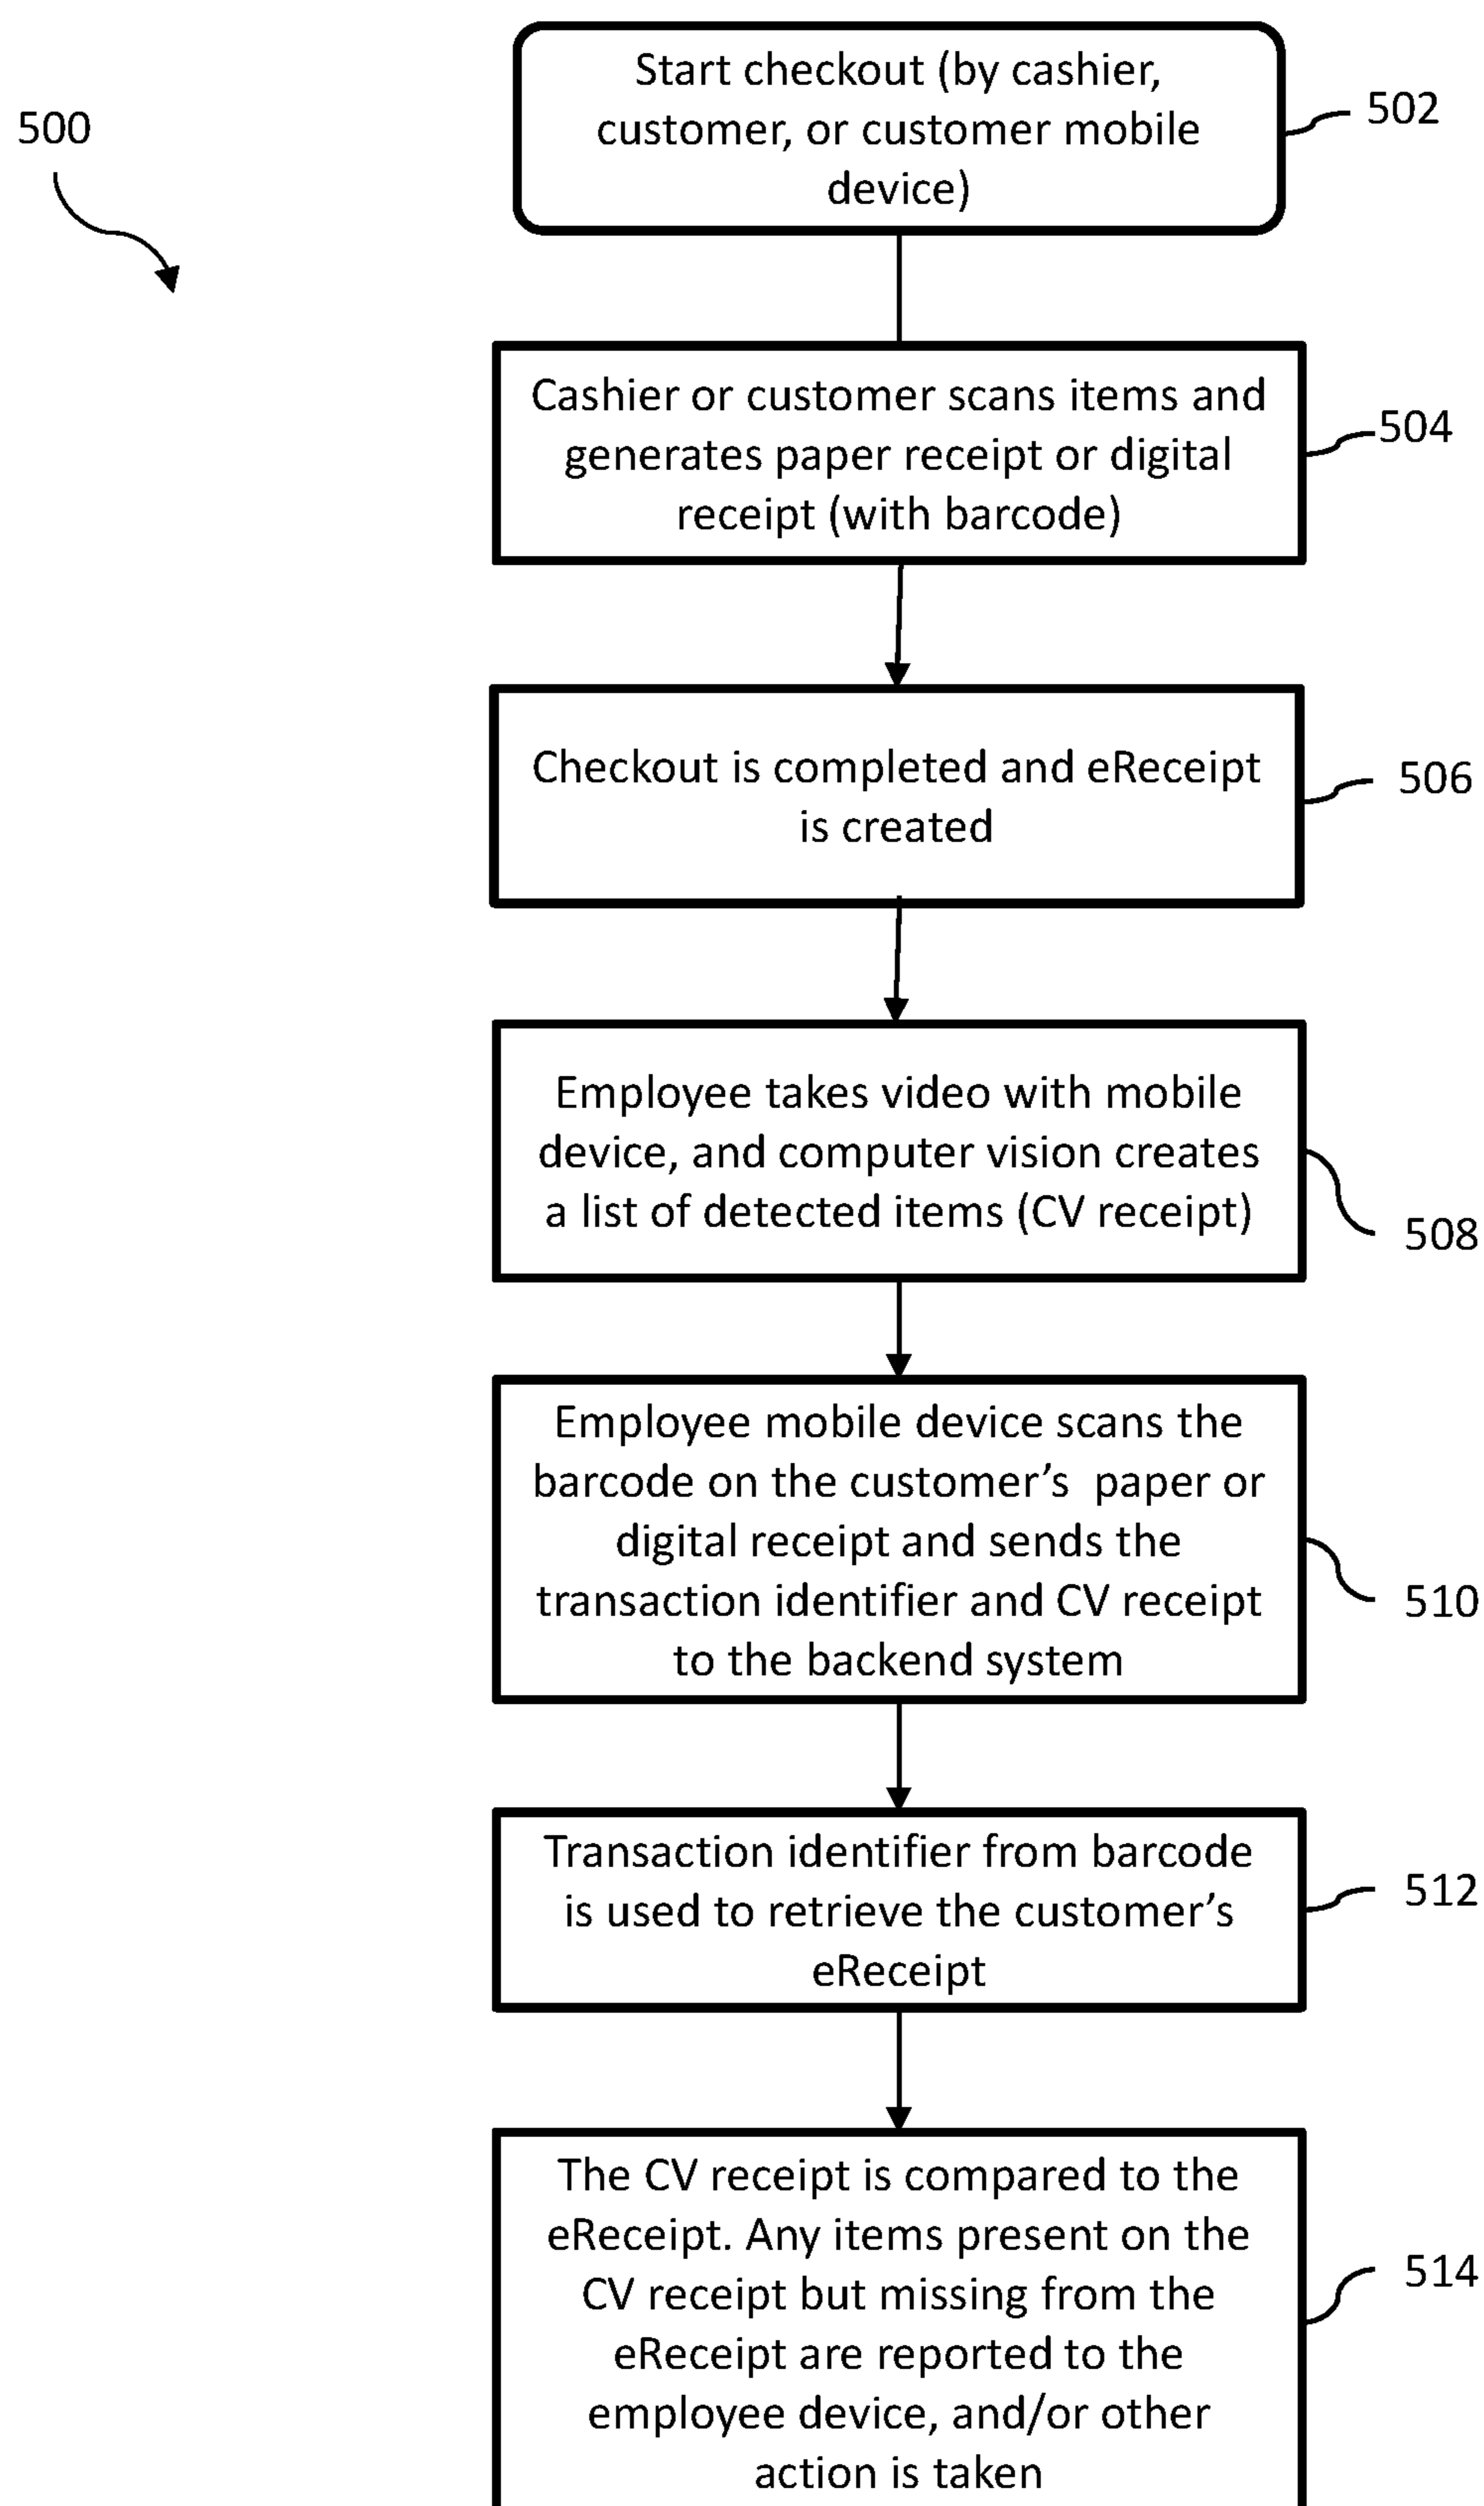 500
Start checkout (by cashier,
customer, or customer mobile
device)
502
Cashier or customer scans items and
generates paper receipt or digital
receipt (with barcode)
504
Checkout is completed and eReceipt
is created
506
Employee takes video with mobile
device, and computer vision creates
a list of detected items (CV receipt)
508
Employee mobile device scans the
barcode on the customer’s paper or
digital receipt and sends the
transaction identifier and CV receipt
to the backend system
510
Transaction identifier from barcode
is used to retrieve the customer’s
eReceipt
512
The CV receipt is compared to the
eReceipt. Any items present on the
CV receipt but missing from the
eReceipt are reported to the
employee device, and/or other
action is taken
514